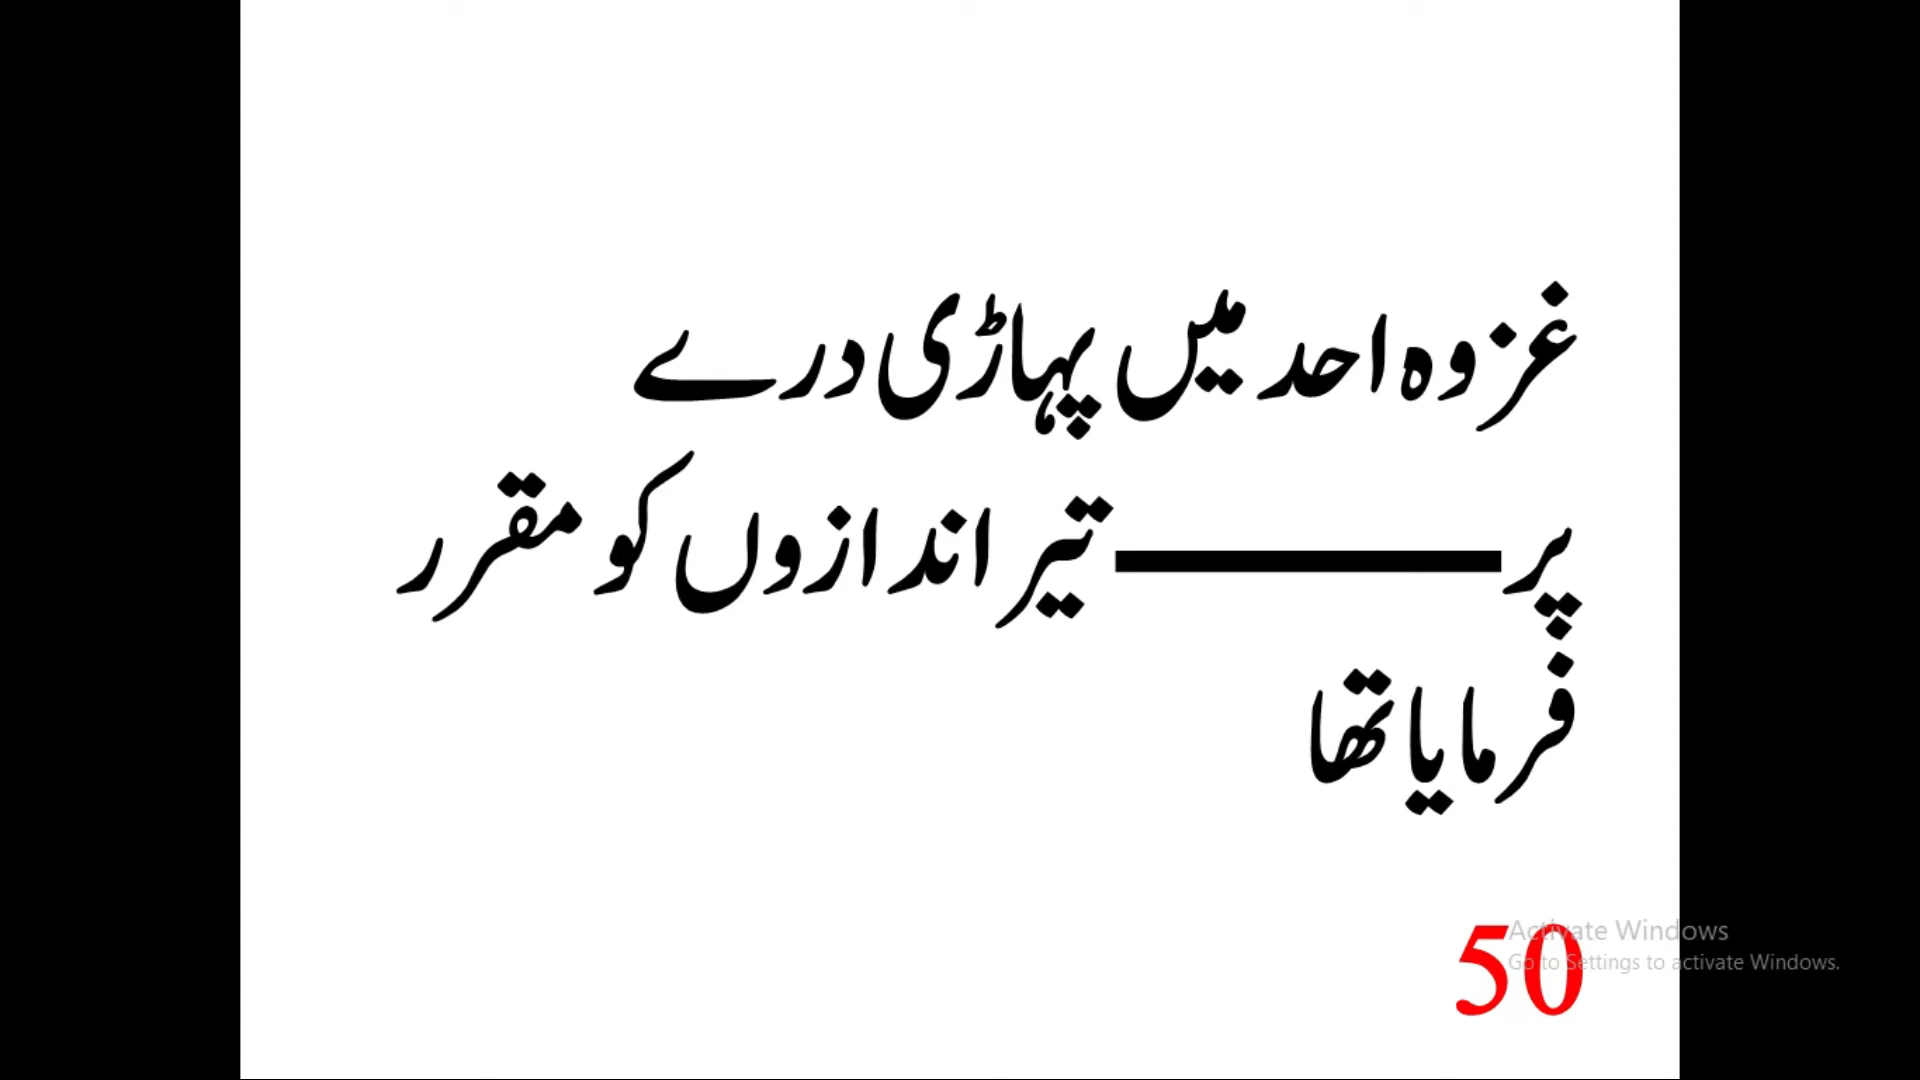 غزوہ احد میں پہاڑی درے
پر ـــــــــــــ تیر اندازوں کو مقرر
فرمایا تھا
50
Activate Windows
Go to Settings to activate Windows.